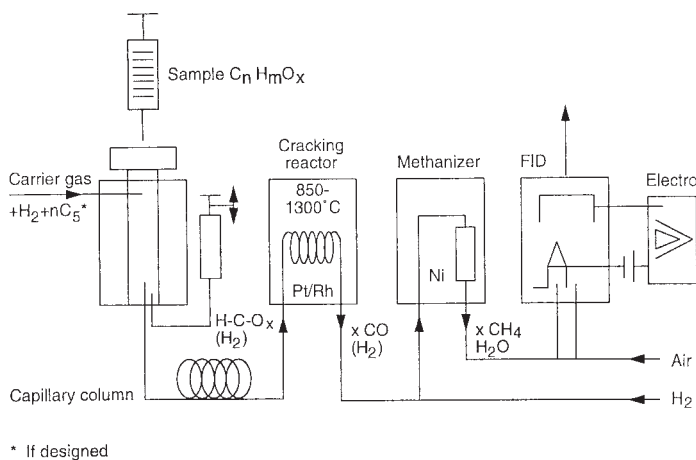 Sample CnHmOx
Carrier gas
+H2+nC5*
Cracking
reactor
850-
1300°C
Pt/Rh
Methanizer
Ni
FID
Electro
H-C-Ox
(H2)
x CO
(H2)
x CH4
H2O
Air
Capillary column
H2
* If designed